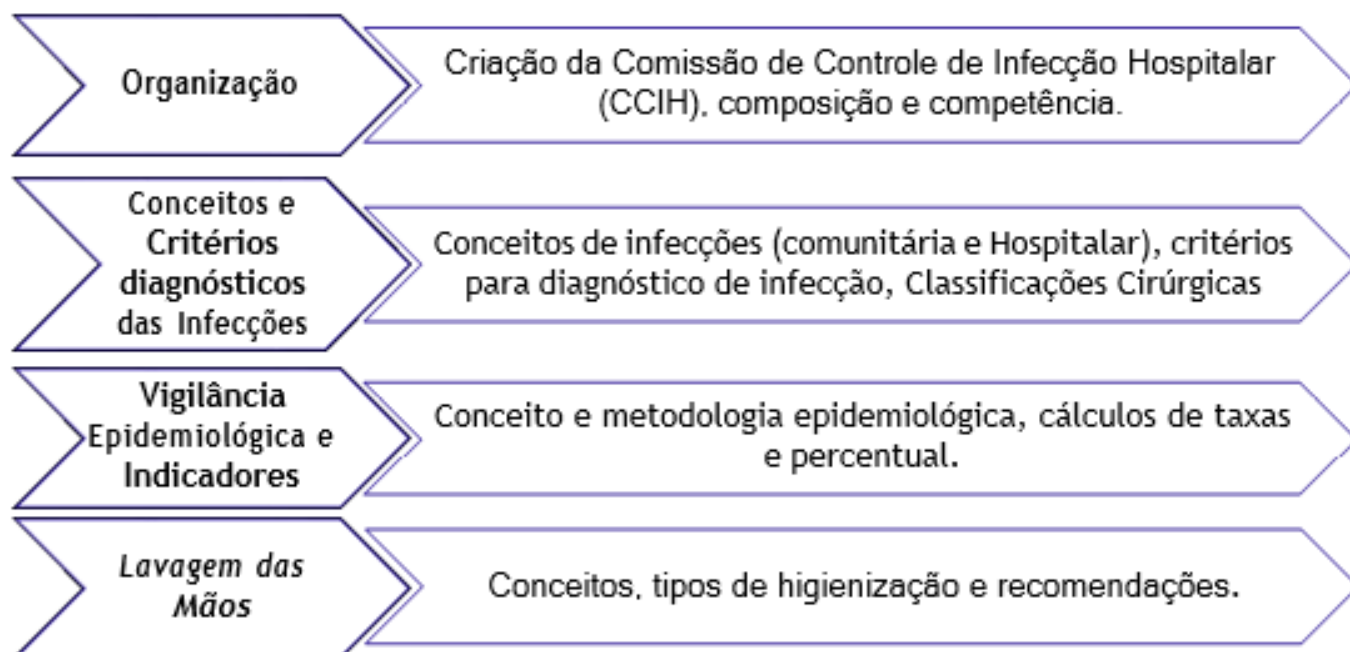 Organização
Criação da Comissão de Controle de Infecção Hospitalar
(CCIH), composição e competência.
Conceitos e
Critérios
diagnósticos
das Infecções
Conceitos de infecções (comunitária e Hospitalar), critérios
para diagnóstico de infecção, Classificações Cirúrgicas
Vigilância
Epidemiológica e
Indicadores
Conceito e metodologia epidemiológica, cálculos de taxas
e percentual.
Lavagem das
Mãos
Conceitos, tipos de higienização e recomendações.